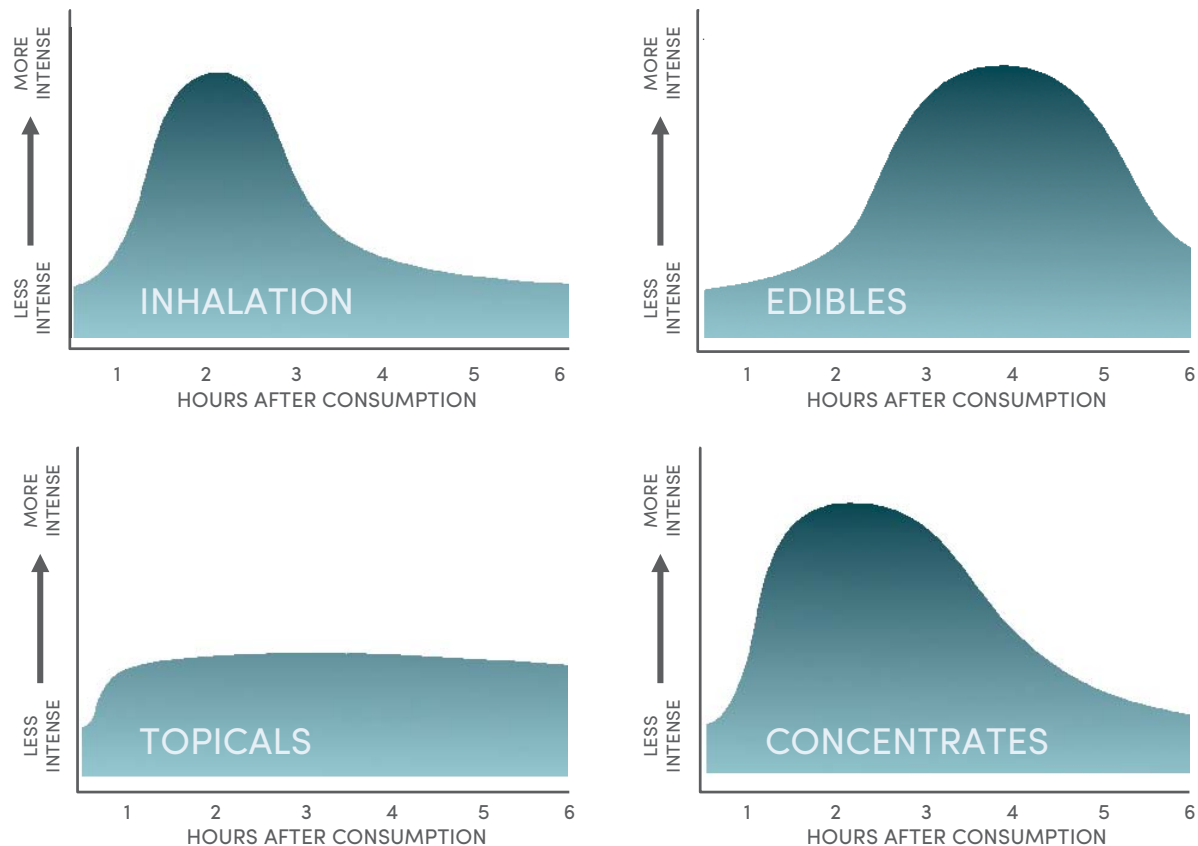 MORE
INTENSE
LESS
INTENSE
INHALATION
1 2 3 4 5 6
HOURS AFTER CONSUMPTION
MORE
INTENSE
LESS
INTENSE
EDIBLES
1 2 3 4 5 6
HOURS AFTER CONSUMPTION
MORE
INTENSE
LESS
INTENSE
TOPICALS
1 2 3 4 5 6
HOURS AFTER CONSUMPTION
MORE
INTENSE
LESS
INTENSE
CONCENTRATES
1 2 3 4 5 6
HOURS AFTER CONSUMPTION